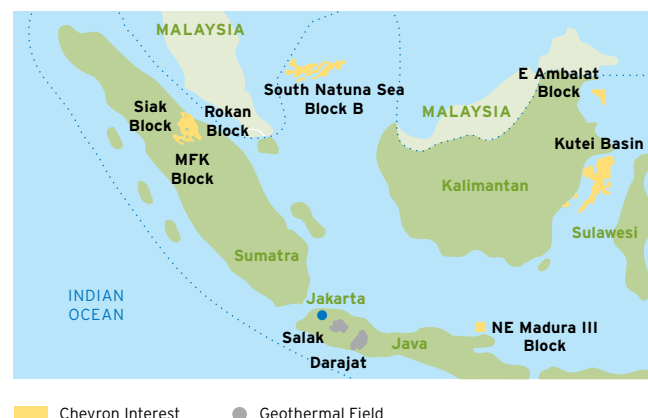 MALAYSIA
South Natuna Sea
Block B
E Ambalat
Block
Siak
Block
Rokan
Block
MALAYSIA
MFK
Block
Kutei Basin
Kalimantan
Sulawesi
Sumatra
INDIAN
OCEAN
Jakarta
Salak
Java
Darajat
NE Madura III
Block
Chevron Interest
Geothermal Field